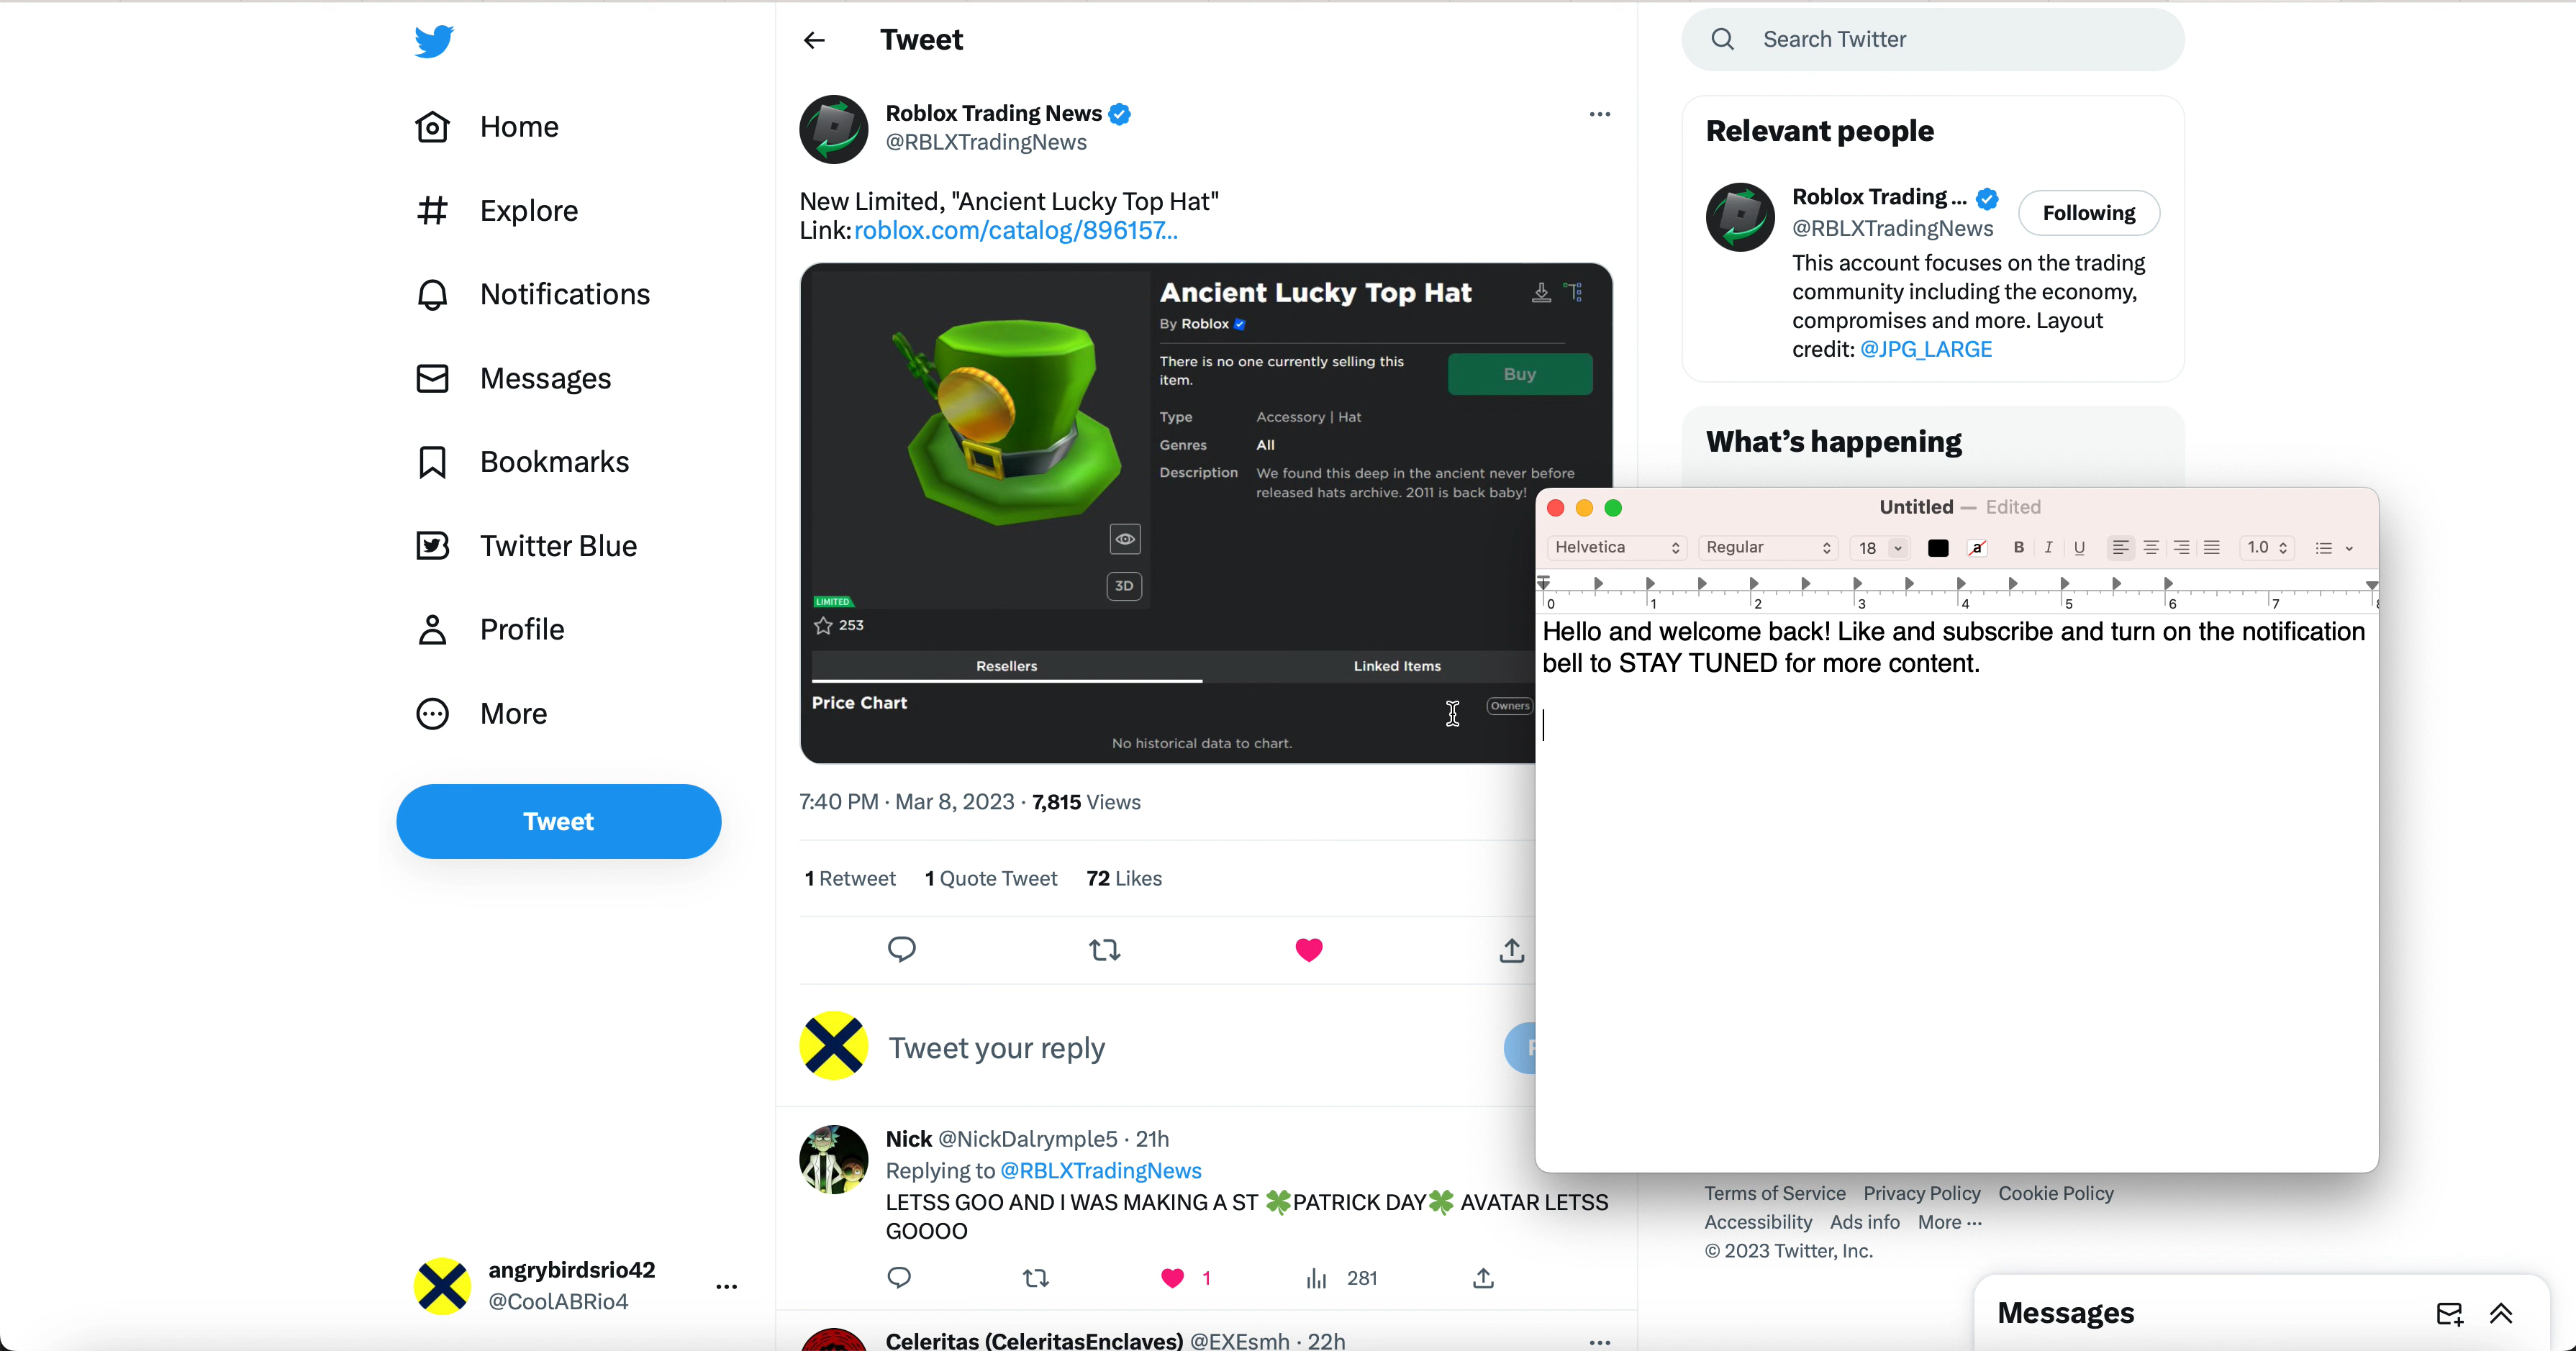 Home
Explore
Notifications
Messages
Bookmarks
Twitter Blue
Profile
More
Tweet
angrybirdsrio42
@CoolABRio4
Tweet
Roblox Trading News
@RBLXTradingNews
New Limited, "Ancient Lucky Top Hat"
Link: roblox.com/catalog/896157...
Ancient Lucky Top Hat
By Roblox
There is no one currently selling this
item.
Buy
Type Accessory | Hat
Genres All
Description We found this deep in the ancient never before
released hats archive. 2011 is back baby!
3D
LIMITED
253
Resellers Linked Items
Price Chart
Owners
No historical data to chart.
7:40 PM · Mar 8, 2023 · 7,815 Views
1 Retweet 1 Quote Tweet 72 Likes
Tweet your reply
Nick @NickDalrymple5 · 21h
Replying to @RBLXTradingNews
LETSS GOO AND I WAS MAKING A ST 🍀PATRICK DAY🍀 AVATAR LETSS
GOOOO
1 281
Celeritas (CeleritasEnclaves) @EXEsmh · 22h
Search Twitter
Relevant people
Roblox Trading ...
@RBLXTradingNews
Following
This account focuses on the trading
community including the economy,
compromises and more. Layout
credit: @JPG_LARGE
What's happening
Untitled — Edited
Helvetica Regular 18 a B I U 1.0
0 1 2 3 4 5 6 7 8
Hello and welcome back! Like and subscribe and turn on the notification
bell to STAY TUNED for more content.
Terms of Service Privacy Policy Cookie Policy
Accessibility Ads info More ...
© 2023 Twitter, Inc.
Messages